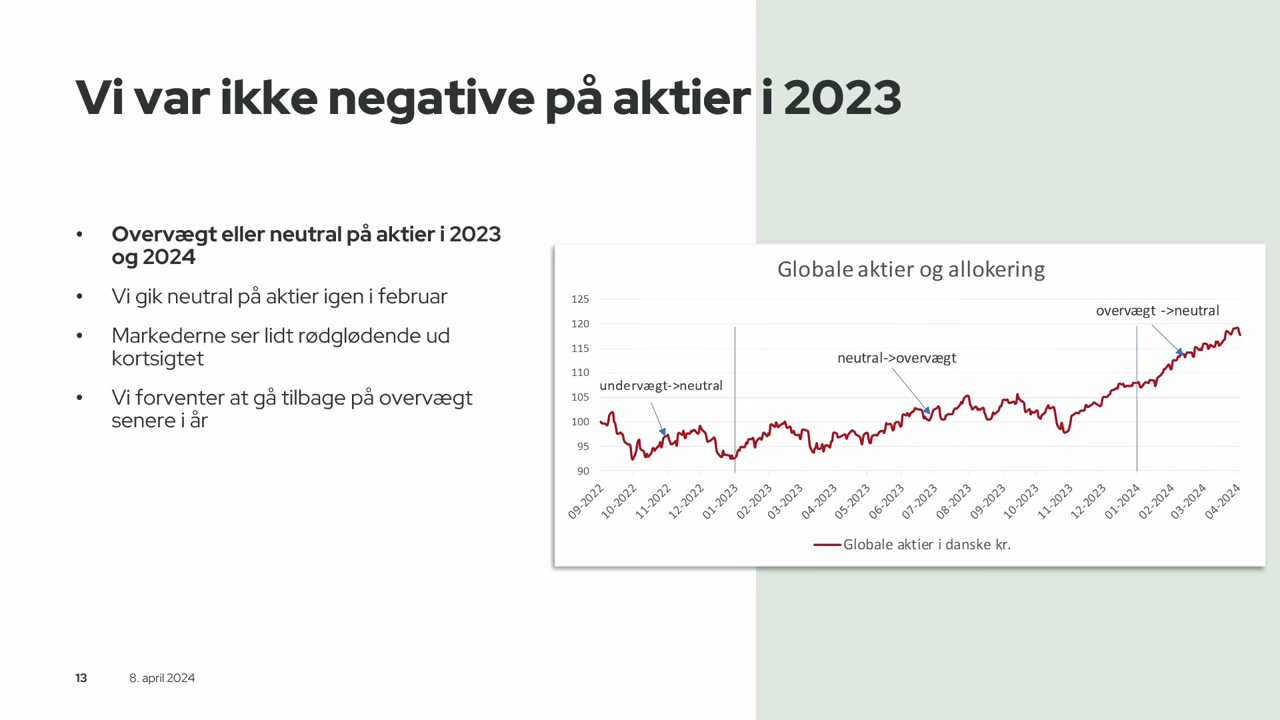 Vi var ikke negative på aktier i 2023
• Overvægt eller neutral på aktier i 2023
og 2024
• Vi gik neutral på aktier igen i februar
• Markederne ser lidt rødglødende ud
kortsigtet
• Vi forventer at gå tilbage på overvægt
senere i år
Globale aktier og allokering
125
120
115
110
105
100
95
90
undervægt->neutral
neutral->overvægt
overvægt ->neutral
09-2022
10-2022
11-2022
12-2022
01-2023
02-2023
03-2023
04-2023
05-2023
06-2023
07-2023
08-2023
09-2023
10-2023
11-2023
12-2023
01-2024
02-2024
03-2024
04-2024
Globale aktier i danske kr.
13
8. april 2024